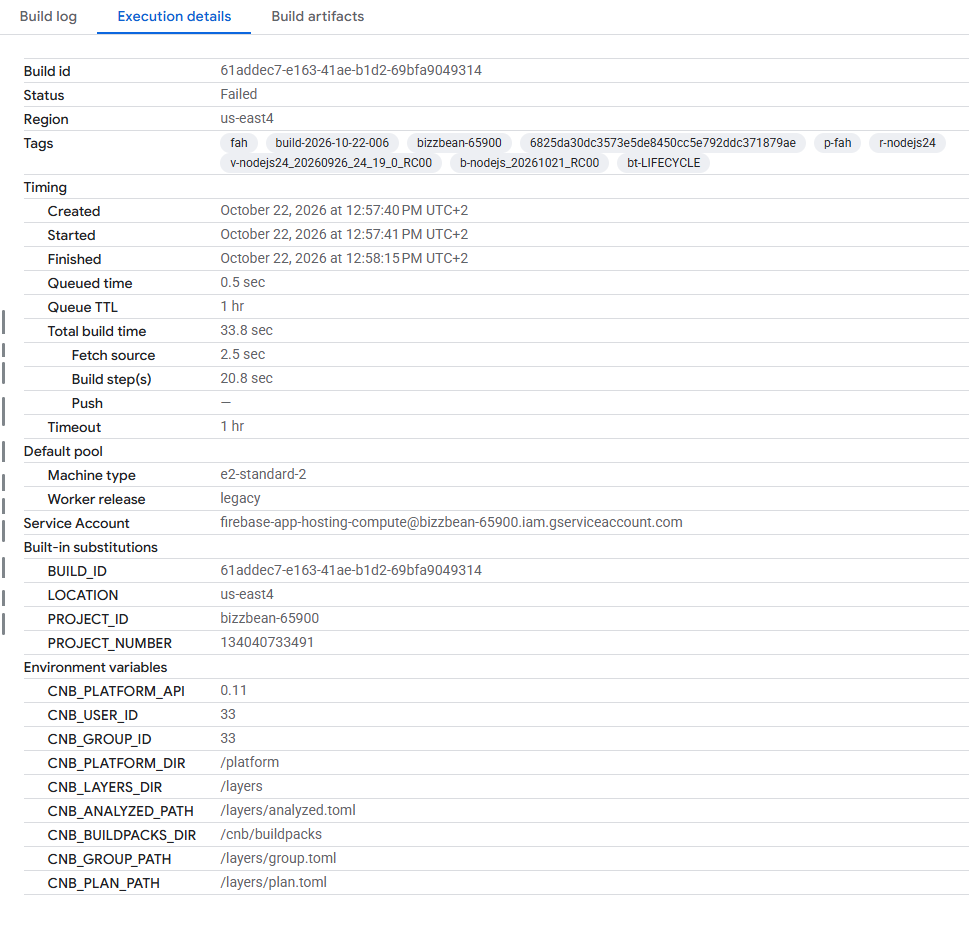 Build log Execution details Build artifacts
Build id 61addec7-e163-41ae-b1d2-69bfa9049314
Status Failed
Region us-east4
Tags fah build-2026-10-22-006 bizzbean-65900 6825da30dc3573e5de8450cc5e792ddc371879ae p-fah r-nodejs24
v-nodejs24_20260926_24_19_0_RC00 b-nodejs_20261021_RC00 bt-LIFECYCLE
Timing
Created October 22, 2026 at 12:57:40 PM UTC+2
Started October 22, 2026 at 12:57:41 PM UTC+2
Finished October 22, 2026 at 12:58:15 PM UTC+2
Queued time 0.5 sec
Queue TTL 1 hr
Total build time 33.8 sec
Fetch source 2.5 sec
Build step(s) 20.8 sec
Push —
Timeout 1 hr
Default pool
Machine type e2-standard-2
Worker release legacy
Service Account firebase-app-hosting-compute@bizzbean-65900.iam.gserviceaccount.com
Built-in substitutions
BUILD_ID 61addec7-e163-41ae-b1d2-69bfa9049314
LOCATION us-east4
PROJECT_ID bizzbean-65900
PROJECT_NUMBER 134040733491
Environment variables
CNB_PLATFORM_API 0.11
CNB_USER_ID 33
CNB_GROUP_ID 33
CNB_PLATFORM_DIR /platform
CNB_LAYERS_DIR /layers
CNB_ANALYZED_PATH /layers/analyzed.toml
CNB_BUILDPACKS_DIR /cnb/buildpacks
CNB_GROUP_PATH /layers/group.toml
CNB_PLAN_PATH /layers/plan.toml